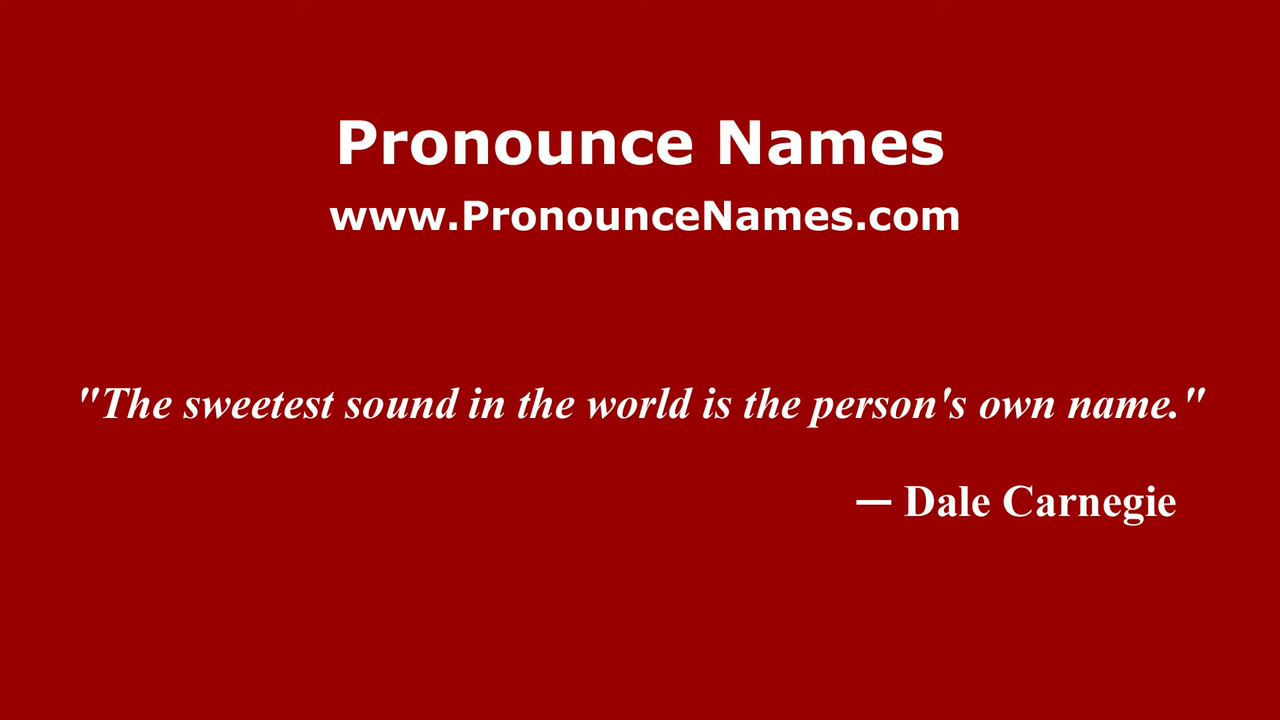 Pronounce Names
www.PronounceNames.com
"The sweetest sound in the world is the person's own name."
— Dale Carnegie